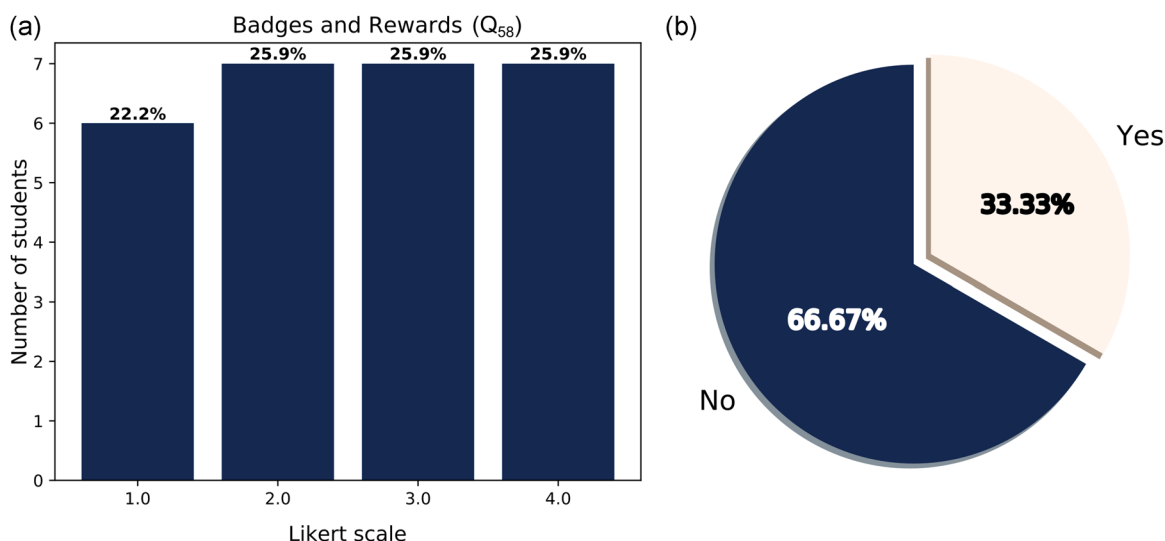 (a)
Badges and Rewards (Q58)
22.2%
25.9%
25.9%
25.9%
7
6
5
4
3
2
1
0
Number of students
1.0
2.0
3.0
4.0
Likert scale
(b)
Yes
33.33%
66.67%
No